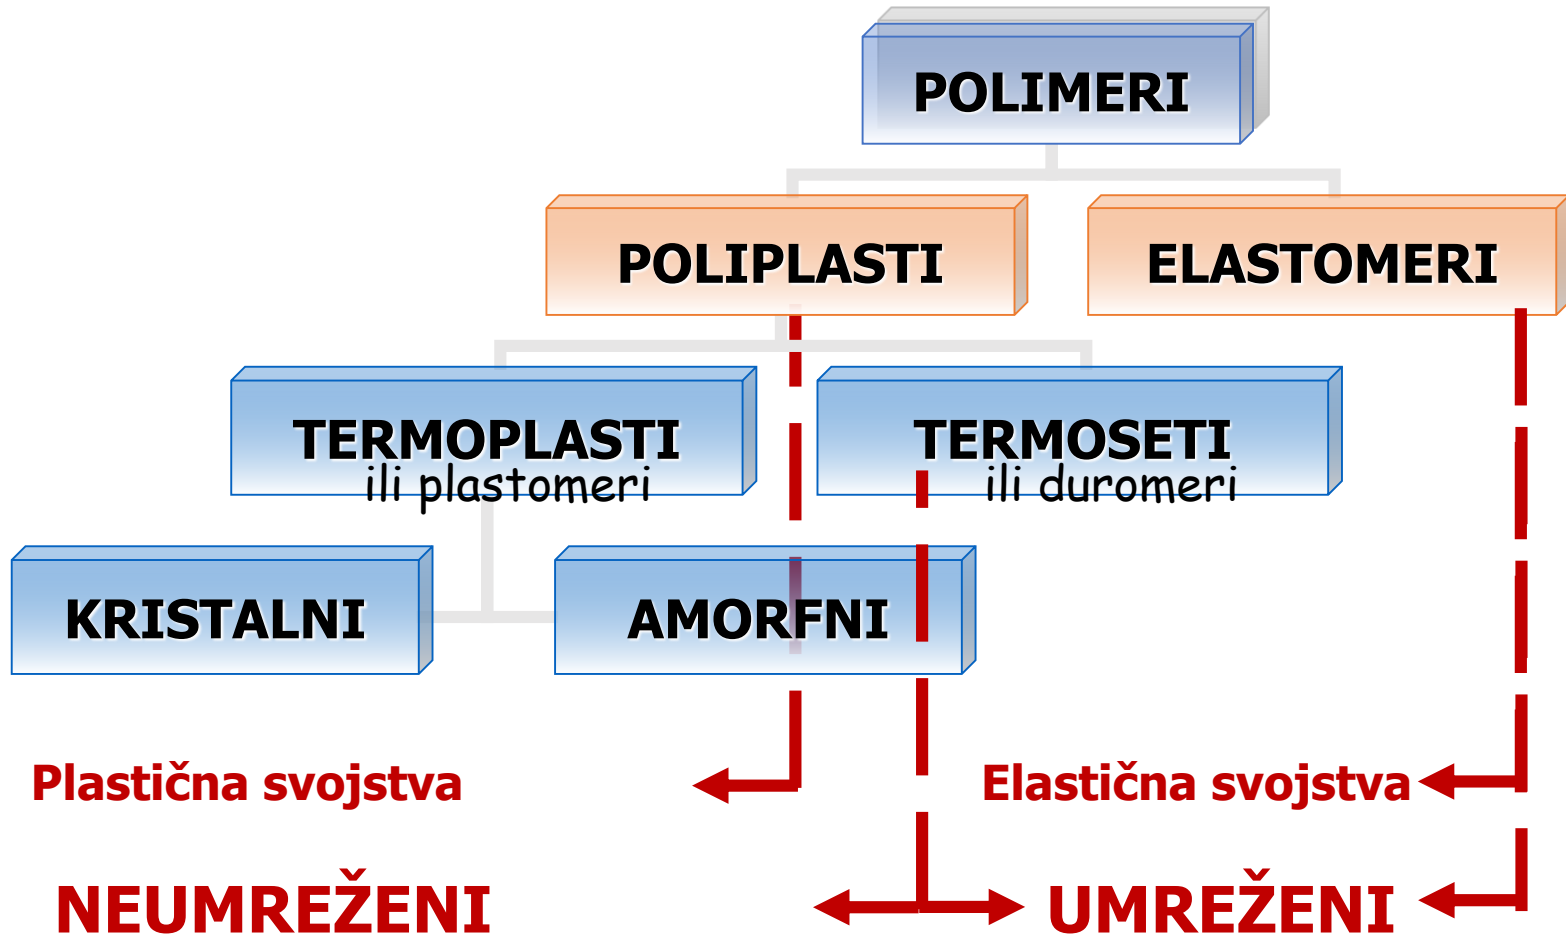 POLIMERI
POLIPLASTI
ELASTOMERI
TERMOPLASTI
ili plastomeri
TERMOSETI
ili duromeri
KRISTALNI
AMORFNI
Plastična svojstva
Elastična svojstva
NEUMREŽENI
UMREŽENI